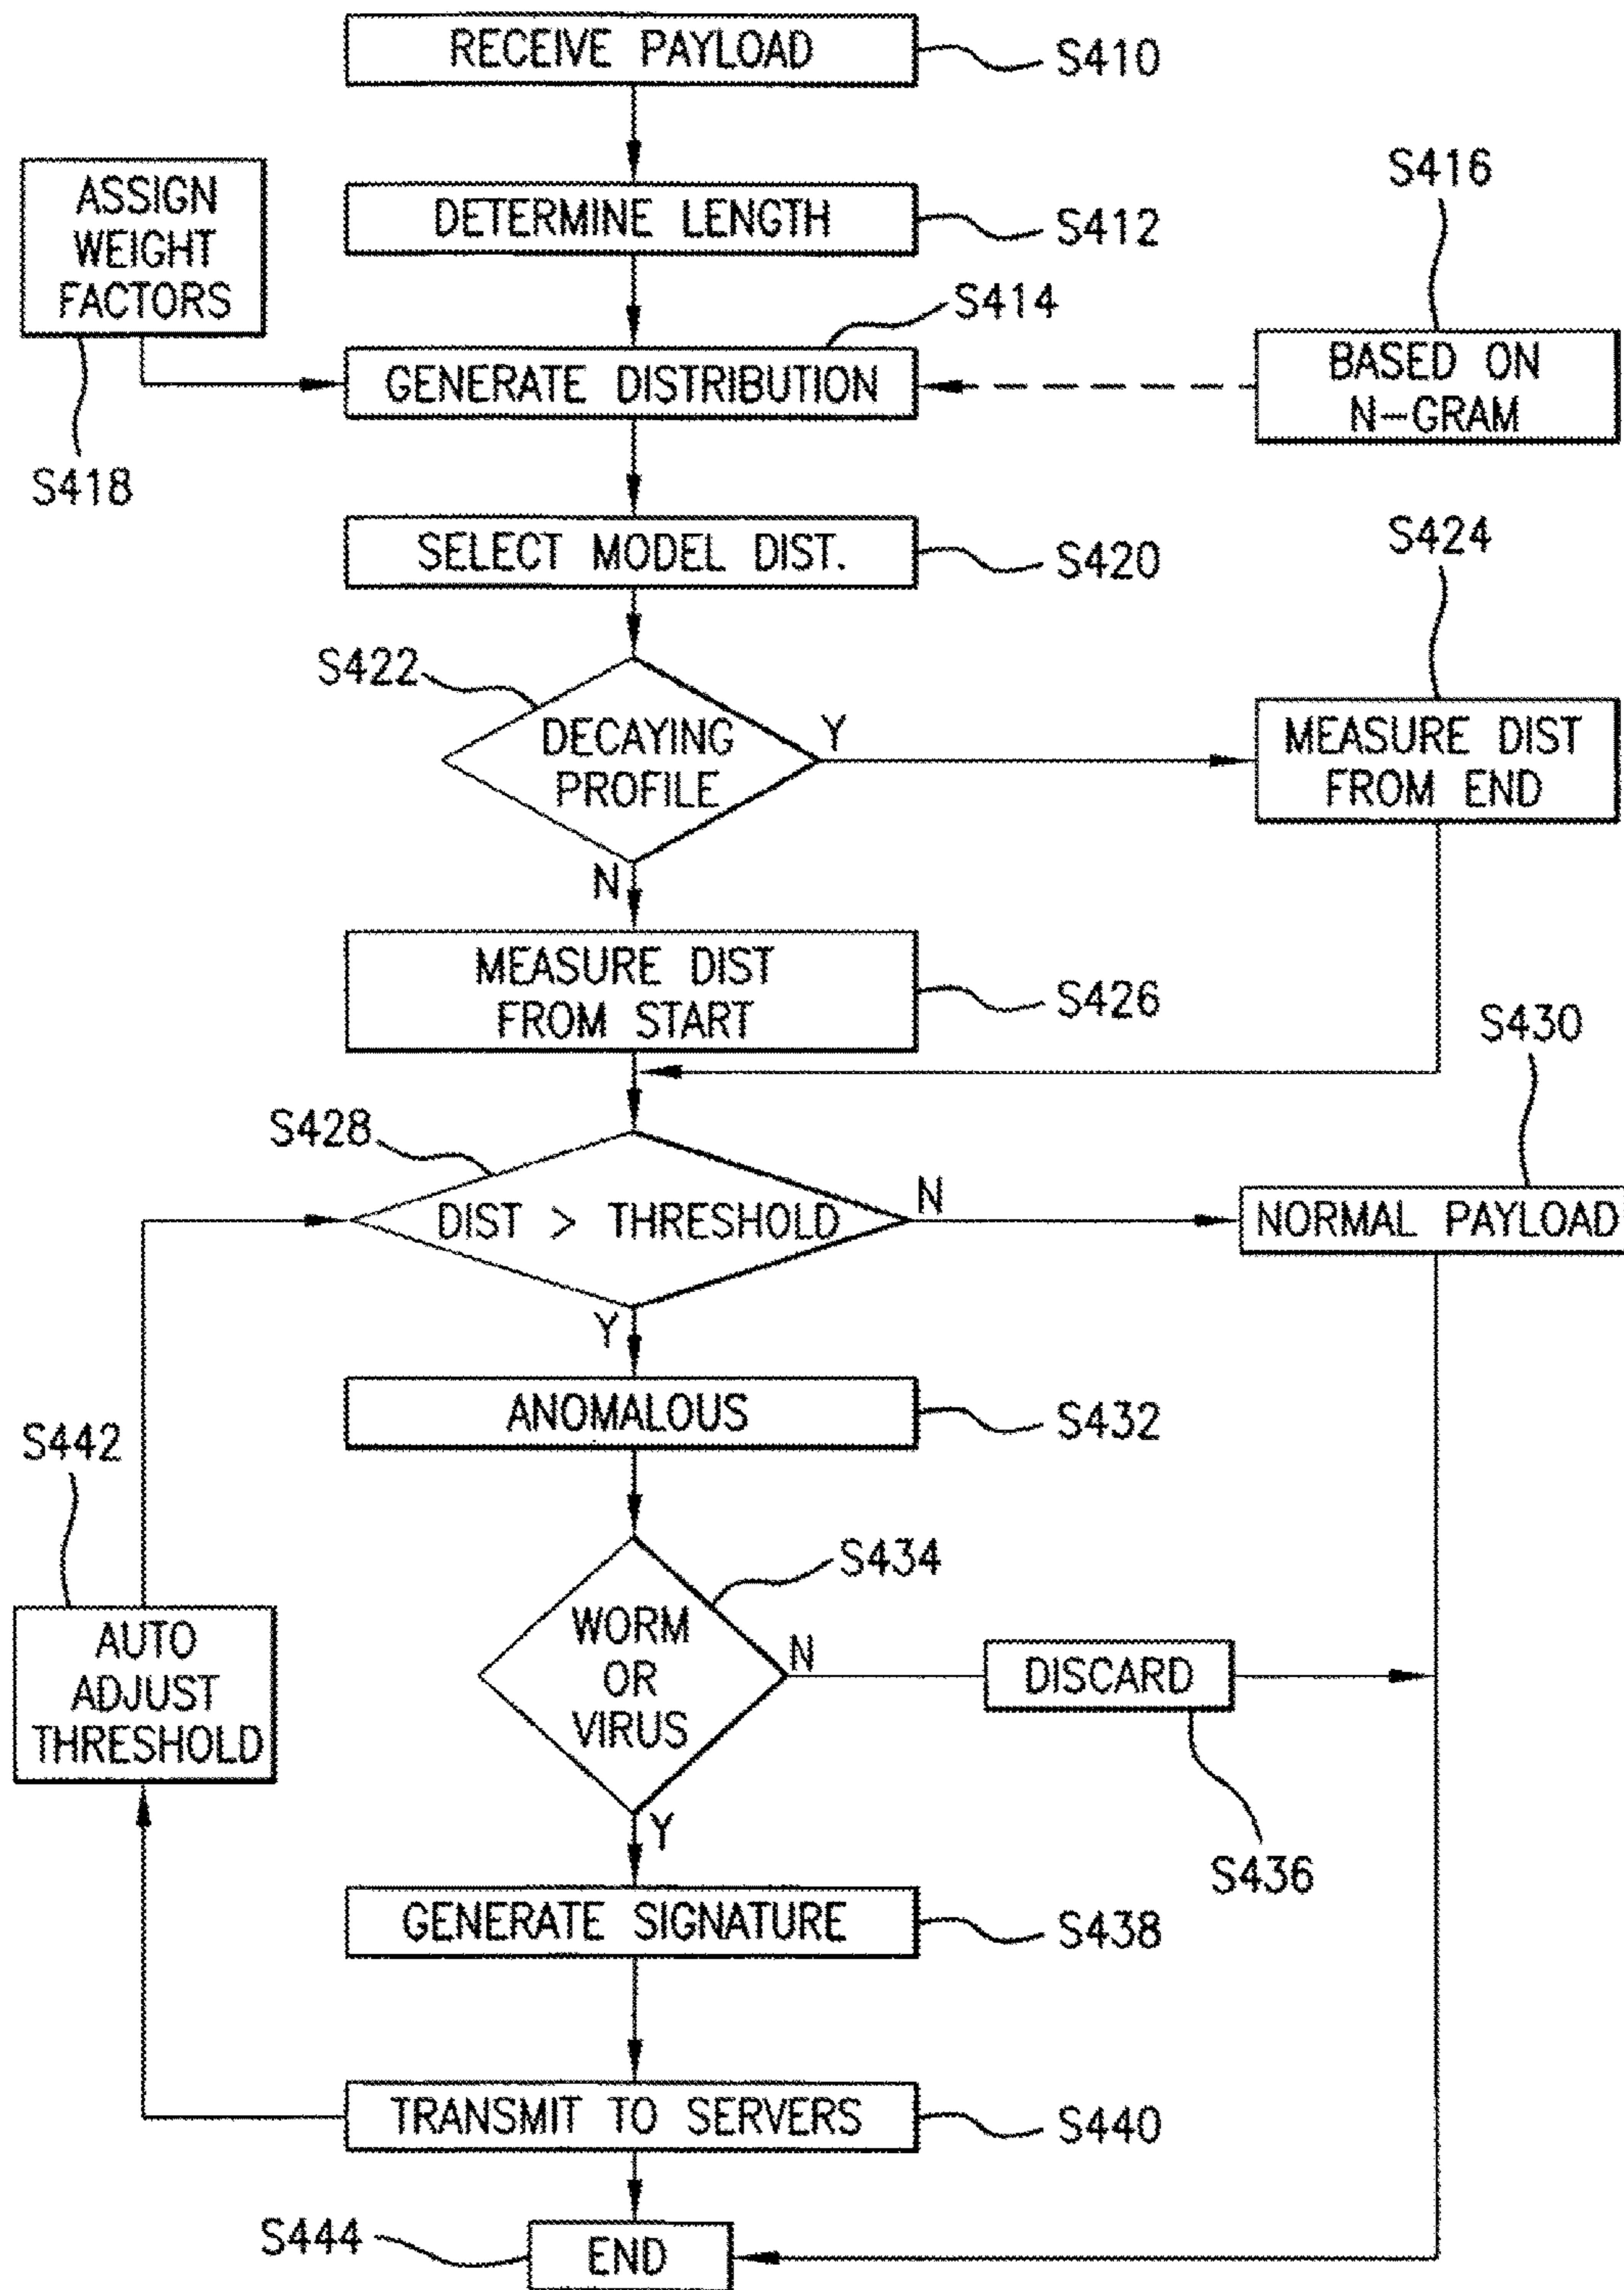 RECEIVE PAYLOAD
S410
ASSIGN
WEIGHT
FACTORS
S418
DETERMINE LENGTH
S412
S416
S414
GENERATE DISTRIBUTION
BASED ON
N-GRAM
SELECT MODEL DIST.
S420
S424
S422
DECAYING
PROFILE
Y
N
MEASURE DIST
FROM END
MEASURE DIST
FROM START
S426
S430
S428
DIST > THRESHOLD
N
Y
NORMAL PAYLOAD
ANOMALOUS
S432
S442
AUTO
ADJUST
THRESHOLD
S434
WORM
OR
VIRUS
N
Y
DISCARD
S436
GENERATE SIGNATURE
S438
TRANSMIT TO SERVERS
S440
S444
END